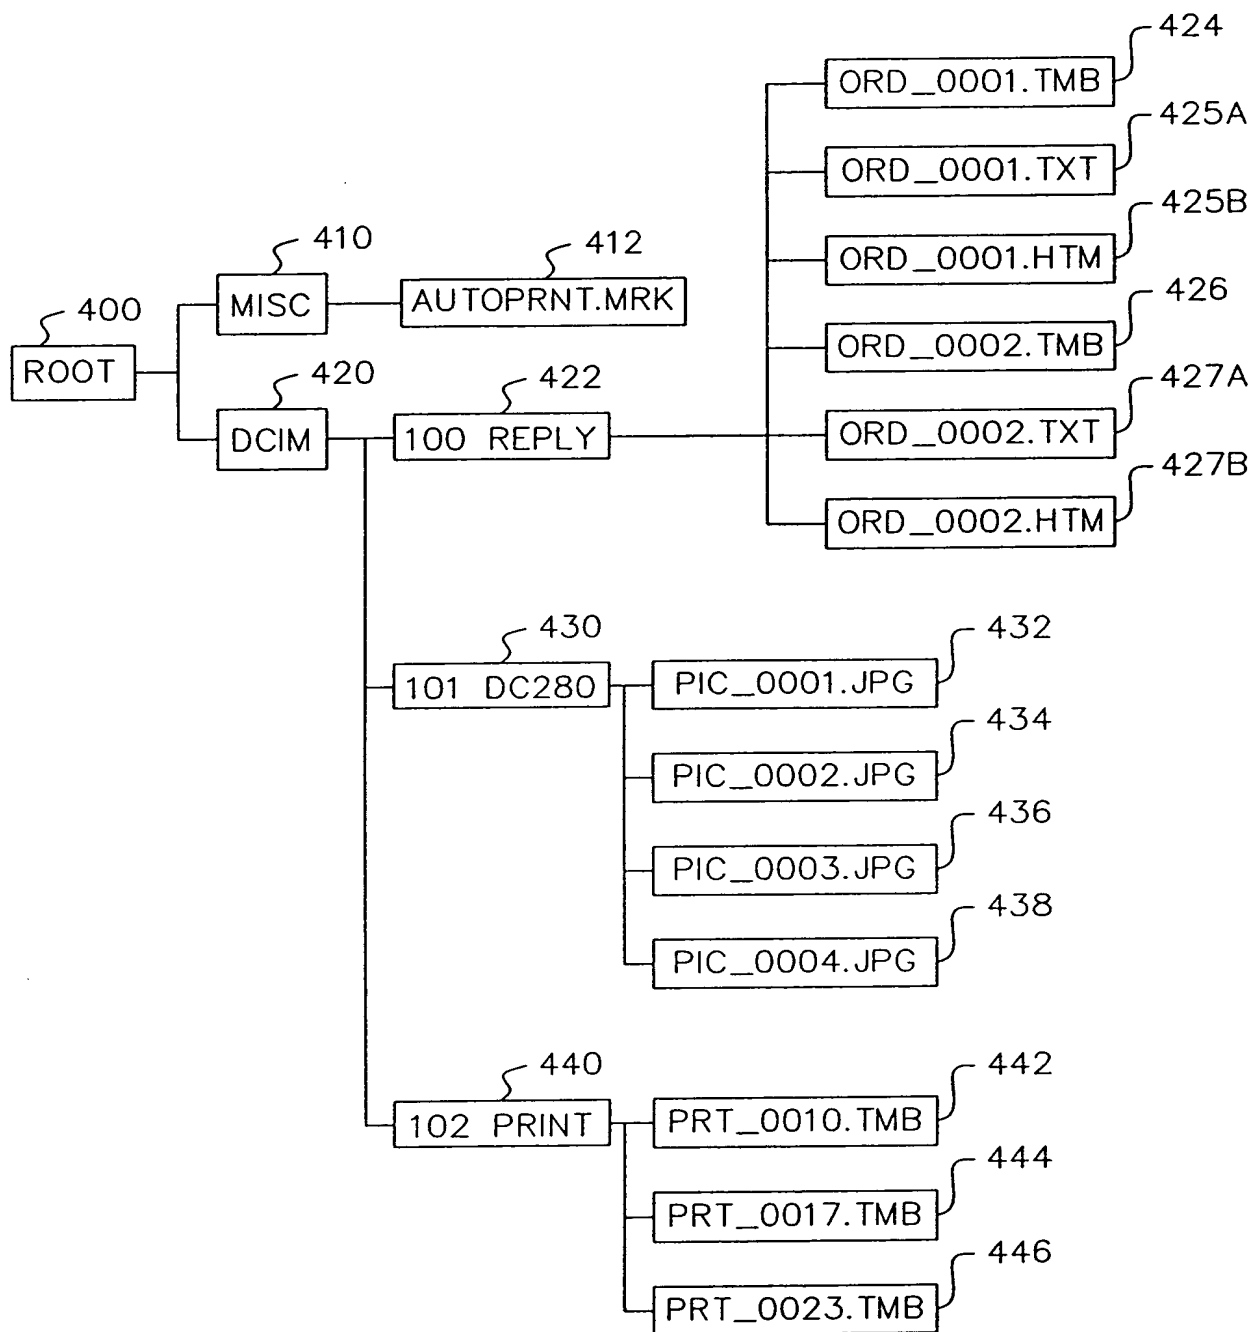 424
ORD_0001.TMB
425A
ORD_0001.TXT
425B
410
412
ORD_0001.HTM
400
MISC
AUTOPRNT.MRK
426
ROOT
ORD_0002.TMB
420
422
427A
DCIM
100 REPLY
ORD_0002.TXT
427B
ORD_0002.HTM
430
432
101 DC280
PIC_0001.JPG
434
PIC_0002.JPG
436
PIC_0003.JPG
438
PIC_0004.JPG
440
442
102 PRINT
PRT_0010.TMB
444
PRT_0017.TMB
446
PRT_0023.TMB